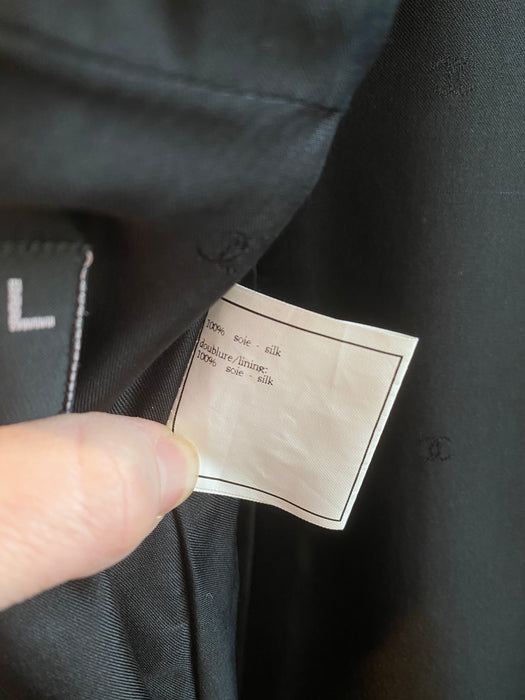 L
100% soie - silk
doublure/lining:
100% soie - silk